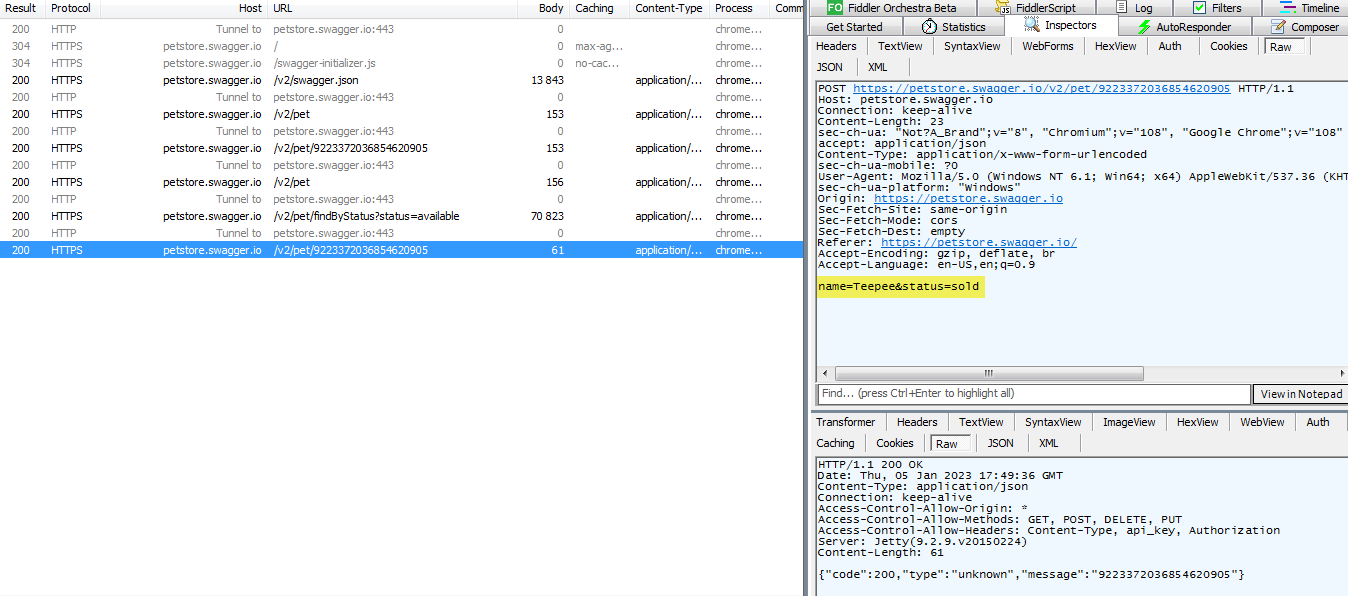 Result Protocol Host URL Body Caching Content-Type Process Comm
200 HTTP Tunnel to petstore.swagger.io:443 0 chrome...
304 HTTPS petstore.swagger.io / 0 max-ag... chrome...
304 HTTPS petstore.swagger.io /swagger-initializer.js 0 no-cac... chrome...
200 HTTPS petstore.swagger.io /v2/swagger.json 13 843 application/... chrome...
200 HTTP Tunnel to petstore.swagger.io:443 0 chrome...
200 HTTPS petstore.swagger.io /v2/pet 153 application/... chrome...
200 HTTP Tunnel to petstore.swagger.io:443 0 chrome...
200 HTTPS petstore.swagger.io /v2/pet/9223372036854620905 153 application/... chrome...
200 HTTP Tunnel to petstore.swagger.io:443 0 chrome...
200 HTTPS petstore.swagger.io /v2/pet 156 application/... chrome...
200 HTTP Tunnel to petstore.swagger.io:443 0 chrome...
200 HTTPS petstore.swagger.io /v2/pet/findByStatus?status=available 70 823 application/... chrome...
200 HTTP Tunnel to petstore.swagger.io:443 0 chrome...
200 HTTPS petstore.swagger.io /v2/pet/9223372036854620905 61 application/... chrome...
FO Fiddler Orchestra Beta JS FiddlerScript Log Filters Timeline
Get Started Statistics Inspectors AutoResponder Composer
Headers TextView SyntaxView WebForms HexView Auth Cookies Raw
JSON XML
POST https://petstore.swagger.io/v2/pet/9223372036854620905 HTTP/1.1
Host: petstore.swagger.io
Connection: keep-alive
Content-Length: 23
sec-ch-ua: "Not?A_Brand";v="8", "Chromium";v="108", "Google Chrome";v="108"
accept: application/json
Content-Type: application/x-www-form-urlencoded
sec-ch-ua-mobile: ?0
User-Agent: Mozilla/5.0 (Windows NT 6.1; Win64; x64) AppleWebKit/537.36 (KHT
sec-ch-ua-platform: "Windows"
Origin: https://petstore.swagger.io
Sec-Fetch-Site: same-origin
Sec-Fetch-Mode: cors
Sec-Fetch-Dest: empty
Referer: https://petstore.swagger.io/
Accept-Encoding: gzip, deflate, br
Accept-Language: en-US,en;q=0.9
name=Teepee&status=sold
Find... (press Ctrl+Enter to highlight all) View in Notepad
Transformer Headers TextView SyntaxView ImageView HexView WebView Auth
Caching Cookies Raw JSON XML
HTTP/1.1 200 OK
Date: Thu, 05 Jan 2023 17:49:36 GMT
Content-Type: application/json
Connection: keep-alive
Access-Control-Allow-Origin: *
Access-Control-Allow-Methods: GET, POST, DELETE, PUT
Access-Control-Allow-Headers: Content-Type, api_key, Authorization
Server: Jetty(9.2.9.v20150224)
Content-Length: 61
{"code":200,"type":"unknown","message":"9223372036854620905"}